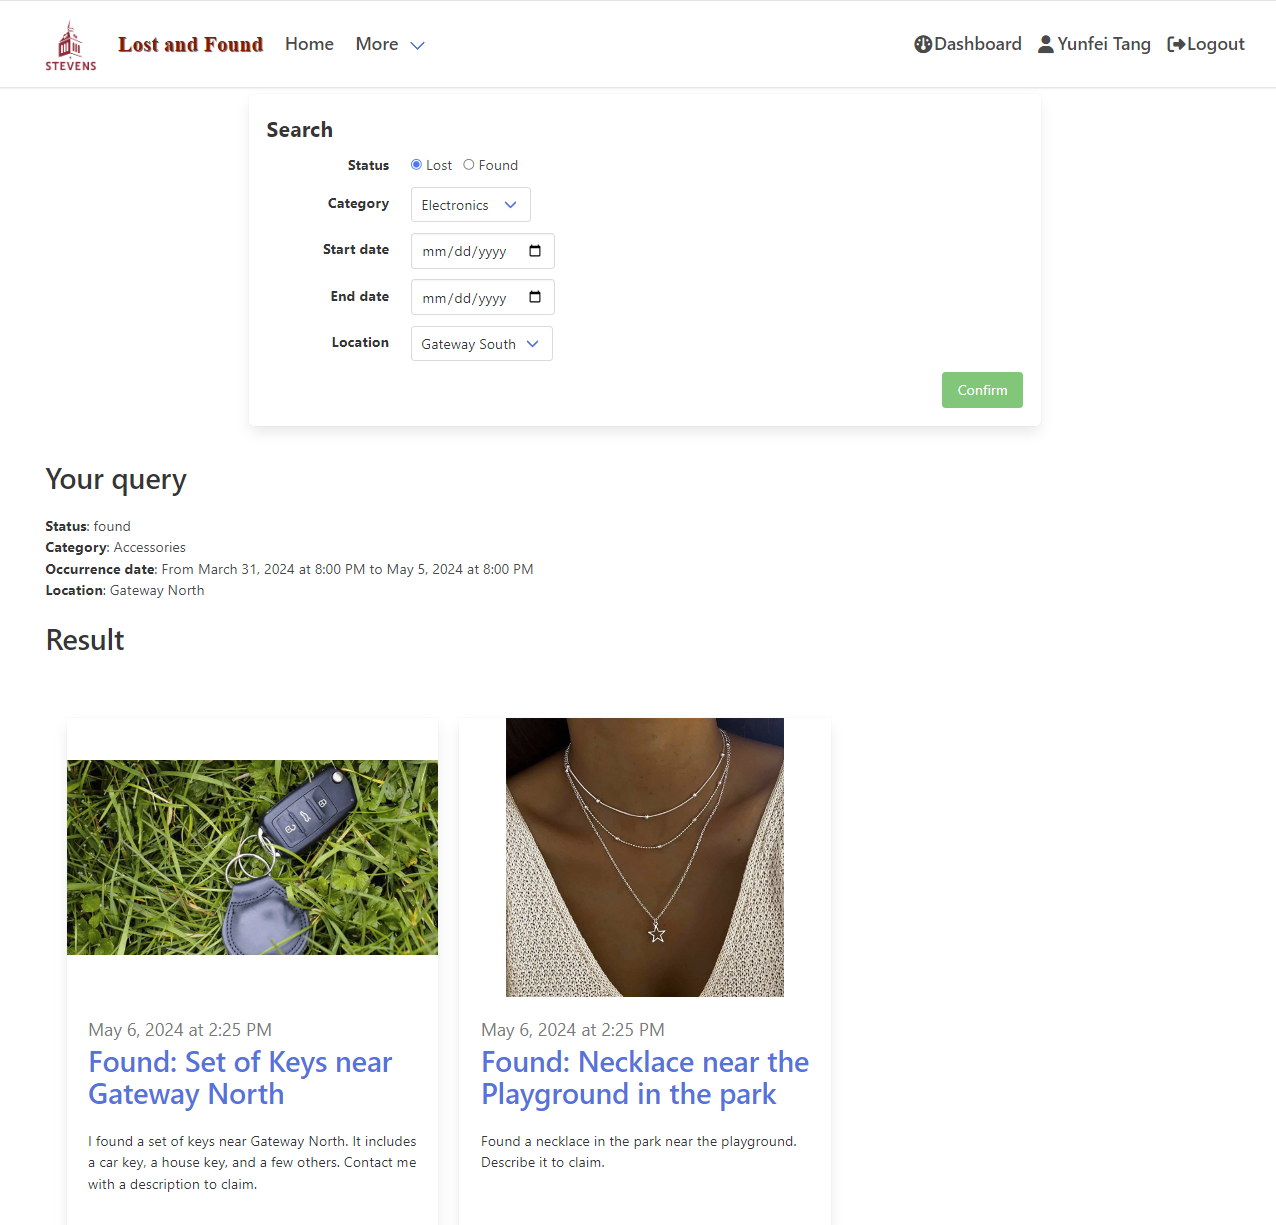 STEVENS
Lost and Found Home More Dashboard Yunfei Tang Logout
Search
Status Lost Found
Category Electronics
Start date mm/dd/yyyy
End date mm/dd/yyyy
Location Gateway South
Confirm
Your query
Status: found
Category: Accessories
Occurrence date: From March 31, 2024 at 8:00 PM to May 5, 2024 at 8:00 PM
Location: Gateway North
Result
May 6, 2024 at 2:25 PM
Found: Set of Keys near
Gateway North
I found a set of keys near Gateway North. It includes
a car key, a house key, and a few others. Contact me
with a description to claim.
May 6, 2024 at 2:25 PM
Found: Necklace near the
Playground in the park
Found a necklace in the park near the playground.
Describe it to claim.